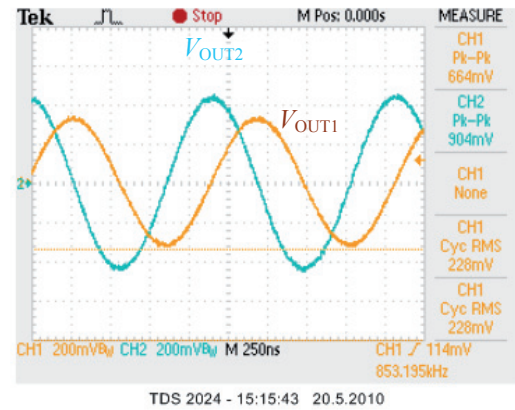 Tek Stop M Pos: 0.000s MEASURE
CH1
Pk-Pk
664mV
CH2
Pk-Pk
904mV
CH1
None
CH1
Cyc RMS
228mV
CH1
Cyc RMS
228mV
VOUT2
VOUT1
2
CH1 200mVBW CH2 200mVBW M 250ns CH1 114mV
853.195kHz
TDS 2024 - 15:15:43 20.5.2010